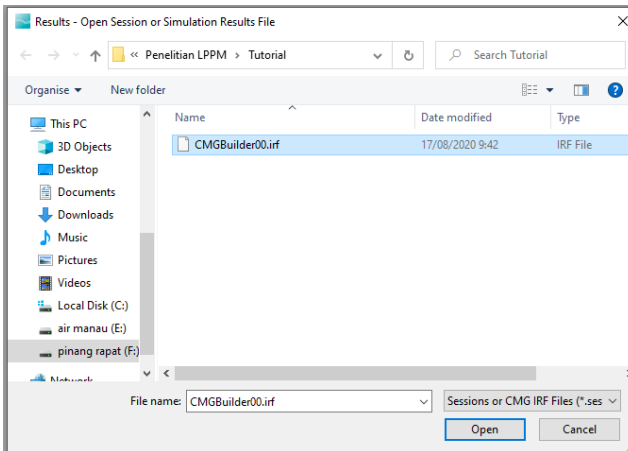 Results - Open Session or Simulation Results File
« Penelitian LPPM > Tutorial
Search Tutorial
Organise
New folder
Name
Date modified
Type
This PC
3D Objects
Desktop
Documents
Downloads
Music
Pictures
Videos
Local Disk (C:)
air manau (E:)
pinang rapat (F:)
Network
CMGBuilder00.irf
17/08/2020 9:42
IRF File
File name:
CMGBuilder00.irf
Sessions or CMG IRF Files (*.ses
Open
Cancel